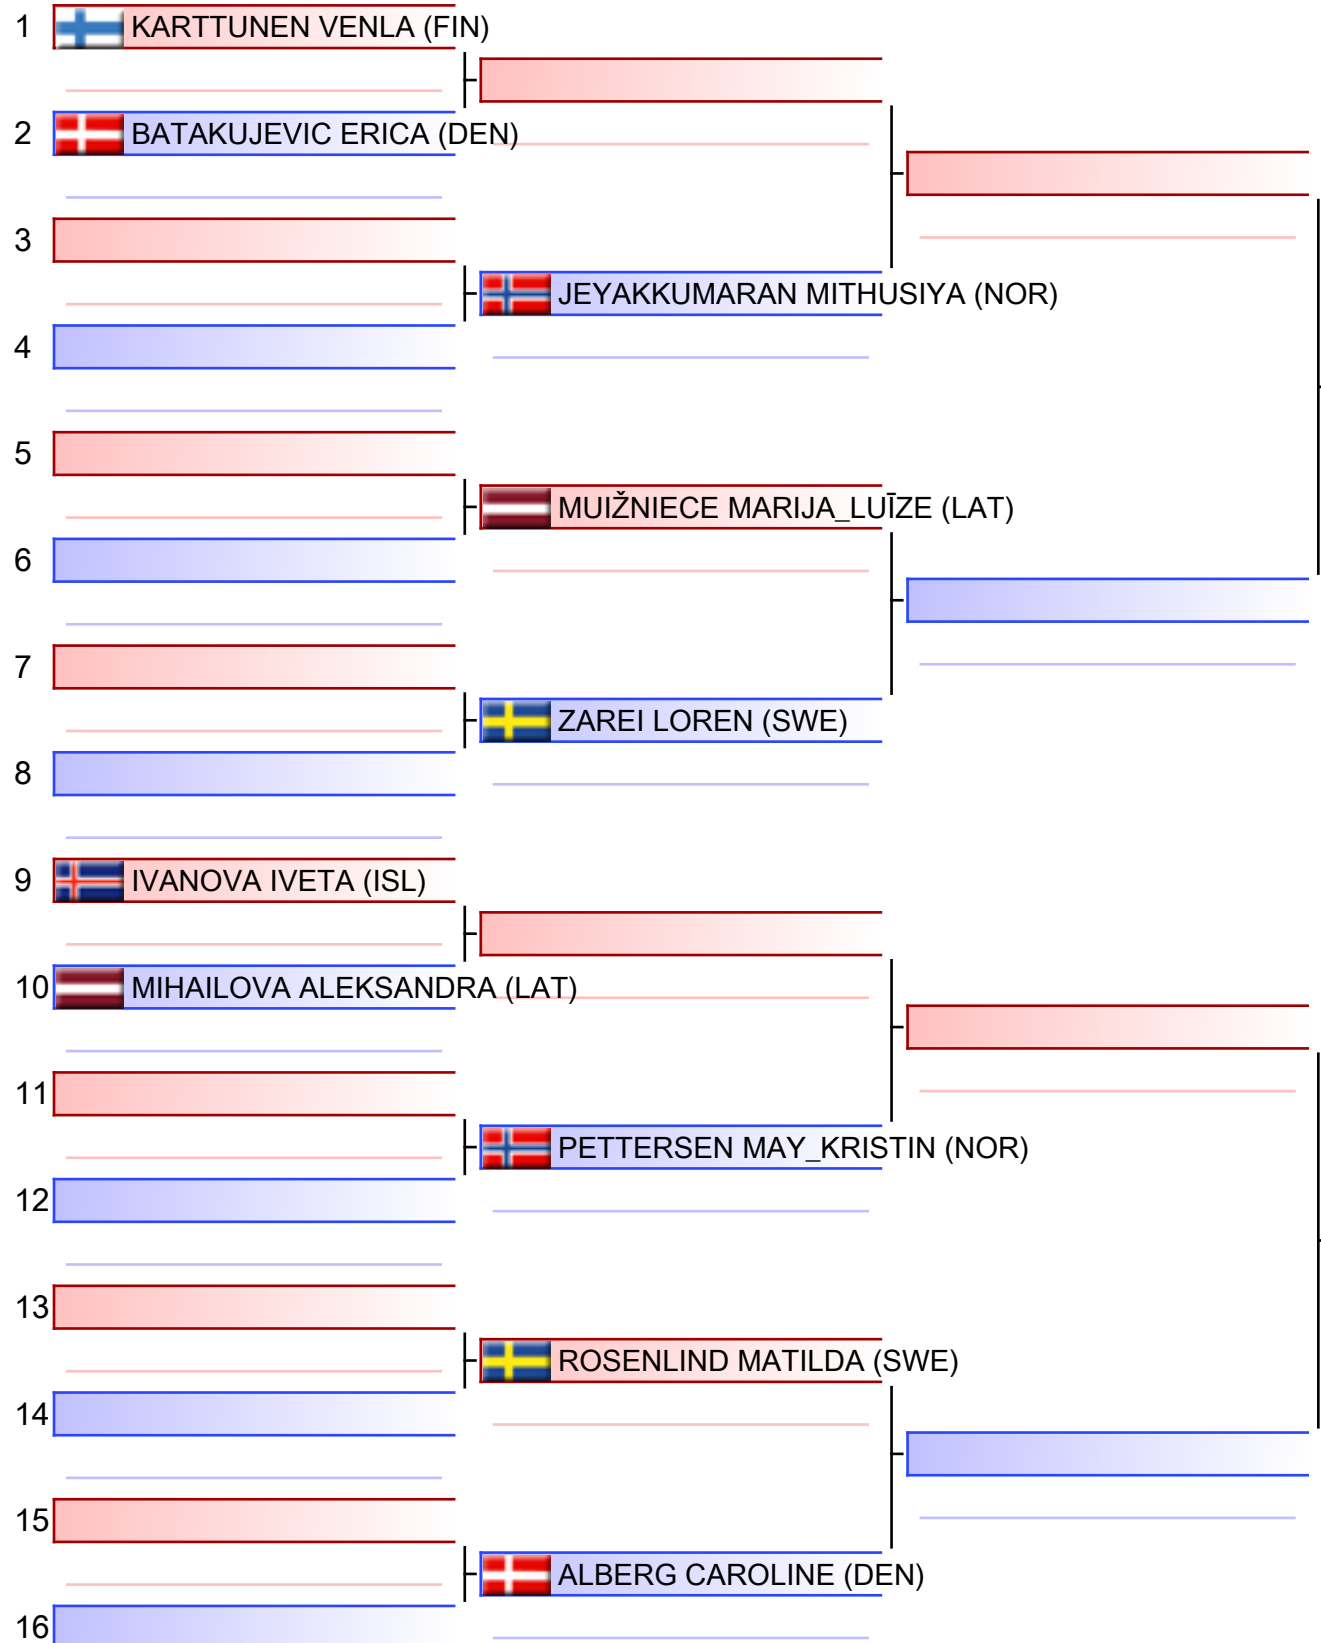 1 KARTTUNEN VENLA (FIN)
2 BATAKUJEVIC ERICA (DEN)
3
JEYAKKUMARAN MITHUSIYA (NOR)
4
5
MUIŽNIECE MARIJA_LUĪZE (LAT)
6
7
ZAREI LOREN (SWE)
8
9 IVANOVA IVETA (ISL)
10 MIHAILOVA ALEKSANDRA (LAT)
11
PETTERSEN MAY_KRISTIN (NOR)
12
13
ROSENLIND MATILDA (SWE)
14
15
ALBERG CAROLINE (DEN)
16